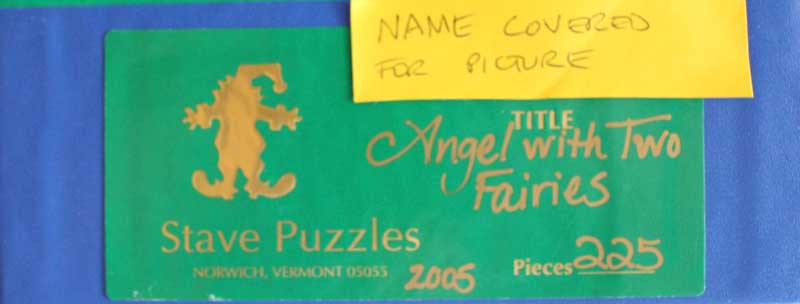 NAME COVERED
FOR PICTURE
TITLE
Angel with Two
Fairies
Stave Puzzles
NORWICH, VERMONT 05055 2005
Pieces 225